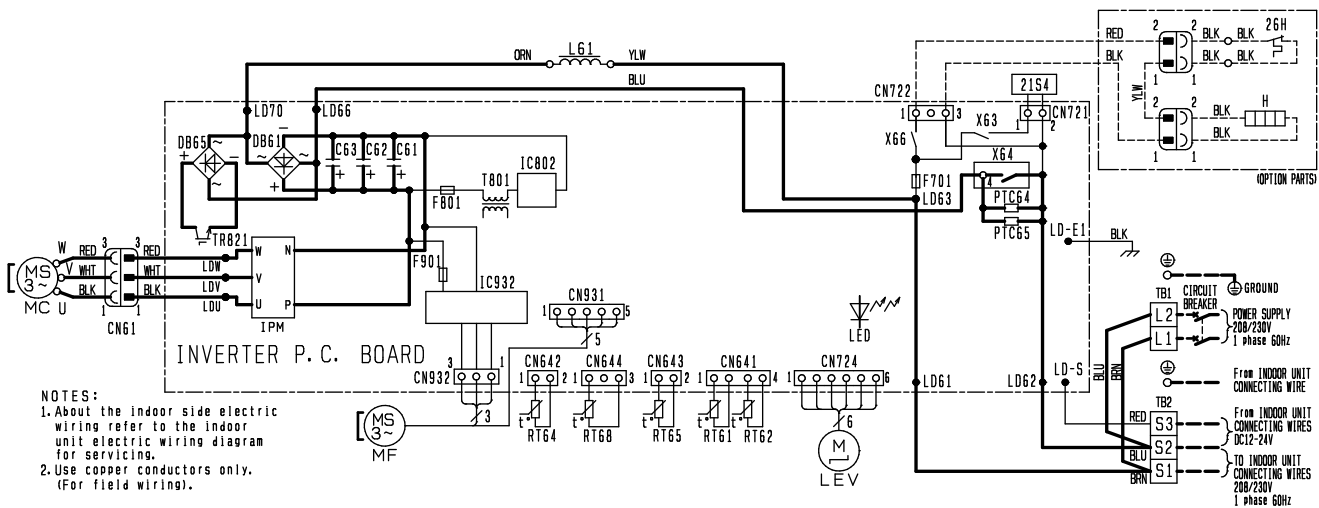 ORN L61 YLW
BLU
RED
BLK
YLW
2 2 BLK BLK 26H
BLK BLK
1 1
2 2 BLK H
BLK
1 1
(OPTION PARTS)
CN722
1 3
21S4
CN721
1 2
X63
X66
X64
4
F701
LD63
PTC64
PTC65
LD70 LD66
DB65 DB61
+ ~ − ~
~ − ~ +
C63 C62 C61
+ + +
T801 IC802
F801
TR821
F901
IC932
W RED 3 3 RED LDW W N
V WHT WHT LDV V
U BLK 1 1 BLK LDU U P
MS
3~
MC
CN61
IPM
INVERTER P.C. BOARD
CN931
1 5
5
LED
LD-E1
BLK
GROUND
TB1
CIRCUIT
BREAKER
L2
L1
POWER SUPPLY
208/230V
1 phase 60Hz
From INDOOR UNIT
CONNECTING WIRE
BLU
BRN
TB2
S3
S2
S1
RED
BLU
BRN
From INDOOR UNIT
CONNECTING WIRES
DC12-24V
TO INDOOR UNIT
CONNECTING WIRES
208/230V
1 phase 60Hz
LD61 LD62 LD-S
CN932
3 1
3
CN642
1 2
t°
RT64
CN644
1 3
t°
RT68
CN643
1 2
t°
RT65
CN641
1 4
t° t°
RT61 RT62
CN724
1 6
6
M
LEV
MS
3~
MF
NOTES:
1. About the indoor side electric
wiring refer to the indoor
unit electric wiring diagram
for servicing.
2. Use copper conductors only.
(For field wiring).